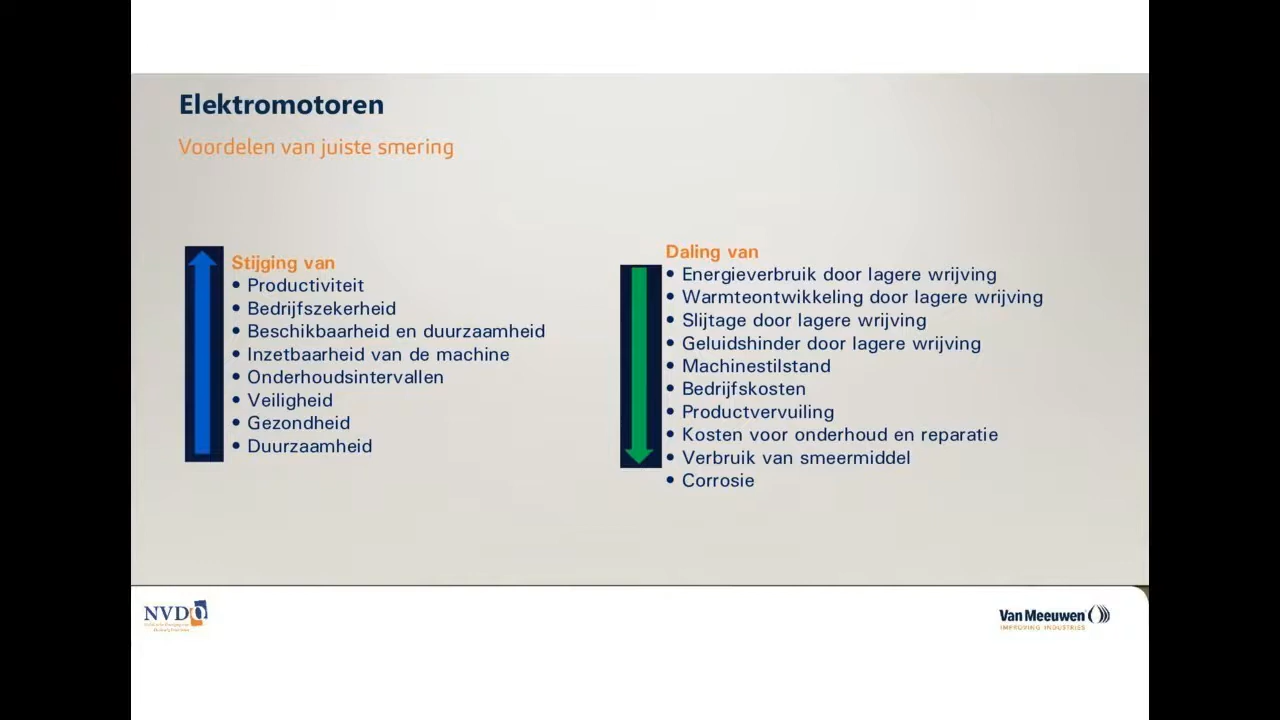 Elektromotoren
Voordelen van juiste smering
Stijging van
• Productiviteit
• Bedrijfszekerheid
• Beschikbaarheid en duurzaamheid
• Inzetbaarheid van de machine
• Onderhoudsintervallen
• Veiligheid
• Gezondheid
• Duurzaamheid
Daling van
• Energieverbruik door lagere wrijving
• Warmteontwikkeling door lagere wrijving
• Slijtage door lagere wrijving
• Geluidshinder door lagere wrijving
• Machinestilstand
• Bedrijfskosten
• Productvervuiling
• Kosten voor onderhoud en reparatie
• Verbruik van smeermiddel
• Corrosie
NVDO
Van Meeuwen
IMPROVING INDUSTRIES